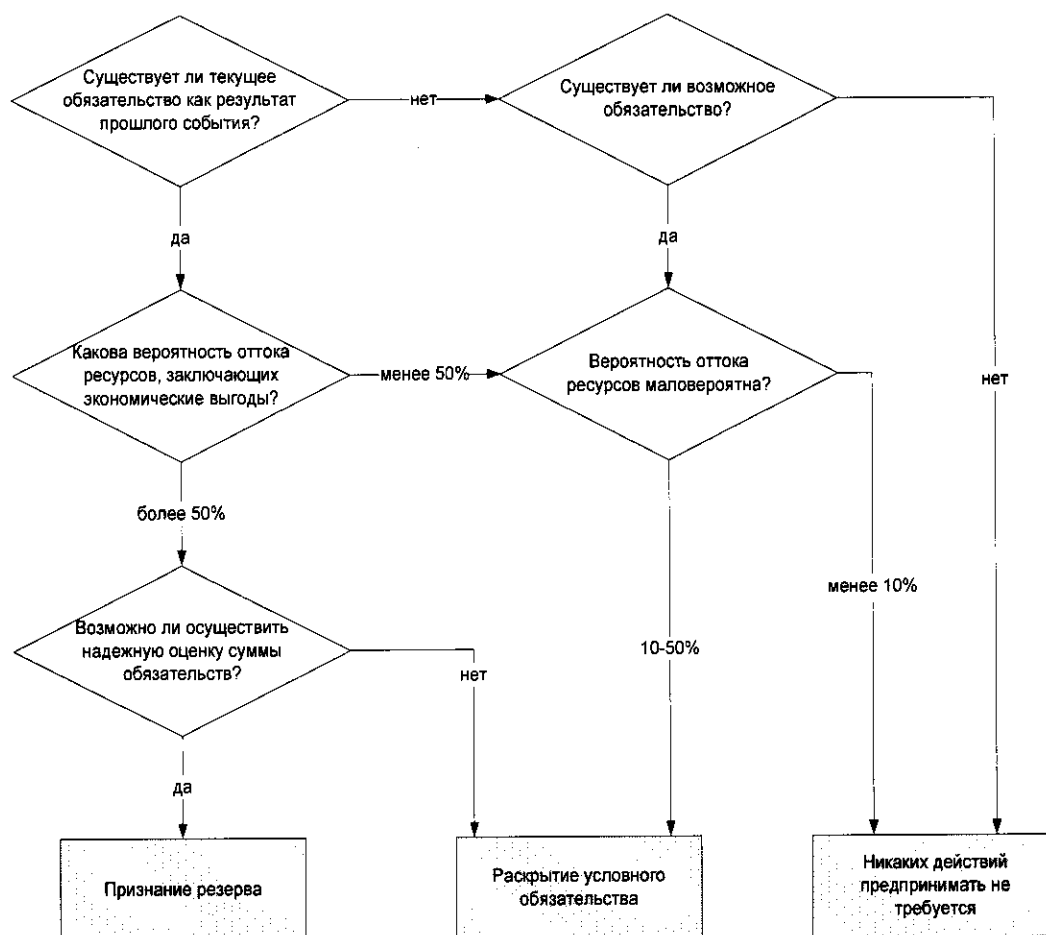 Существует ли текущее
обязательство как результат
прошлого события?
нет
Существует ли возможное
обязательство?
да
да
Какова вероятность оттока
ресурсов, заключающих
экономические выгоды?
менее 50%
Вероятность оттока
ресурсов маловероятна?
нет
более 50%
менее 10%
Возможно ли осуществить
надежную оценку суммы
обязательств?
нет
10-50%
да
Признание резерва
Раскрытие условного
обязательства
Никаких действий
предпринимать не
требуется